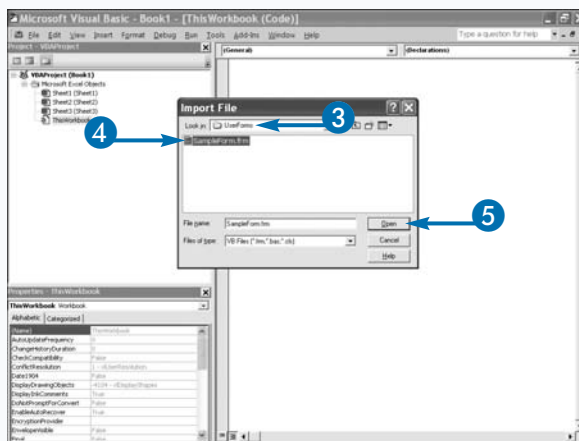 Microsoft Visual Basic - Book1 - [ThisWorkbook (Code)]
File Edit View Insert Format Debug Run Tools Add-Ins Window Help
Type a question for help
Project - VBAProject
(General)
(Declarations)
VBAProject (Book1)
Microsoft Excel Objects
Sheet1 (Sheet1)
Sheet2 (Sheet2)
Sheet3 (Sheet3)
ThisWorkbook
Import File
Look in: UserForms
3
4
SampleForm.frm
File name: SampleForm.frm
Open
5
Files of type: VB Files (*.frm,*.bas,*.cls)
Cancel
Help
Properties - ThisWorkbook
ThisWorkbook Workbook
Alphabetic Categorized
(Name) ThisWorkbook
AutoUpdateFrequency 0
ChangeHistoryDuration 0
CheckCompatibility False
ConflictResolution 1 - xlUserResolution
Date1904 False
DisplayDrawingObjects -4104 - xlDisplayShapes
DisplayInkComments True
DoNotPromptForConvert False
EnableAutoRecover True
EncryptionProvider
EnvelopeVisible False
Final False